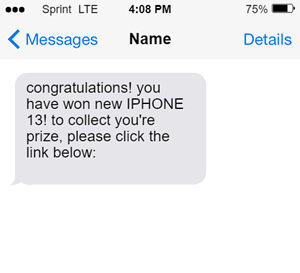 Sprint LTE 4:08 PM 75%
Messages Name Details
congratulations! you
have won new IPHONE
13! to collect you're
prize, please click the
link below: